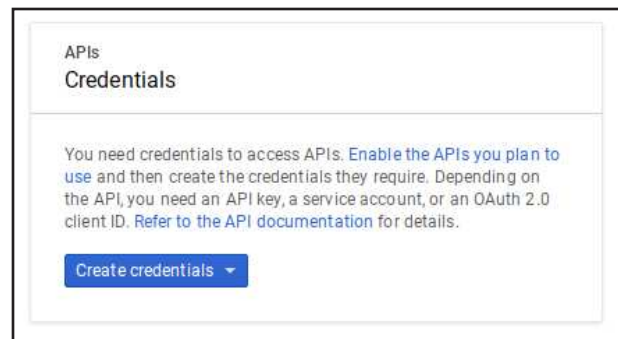 APIs
Credentials
You need credentials to access APIs. Enable the APIs you plan to
use and then create the credentials they require. Depending on
the API, you need an API key, a service account, or an OAuth 2.0
client ID. Refer to the API documentation for details.
Create credentials